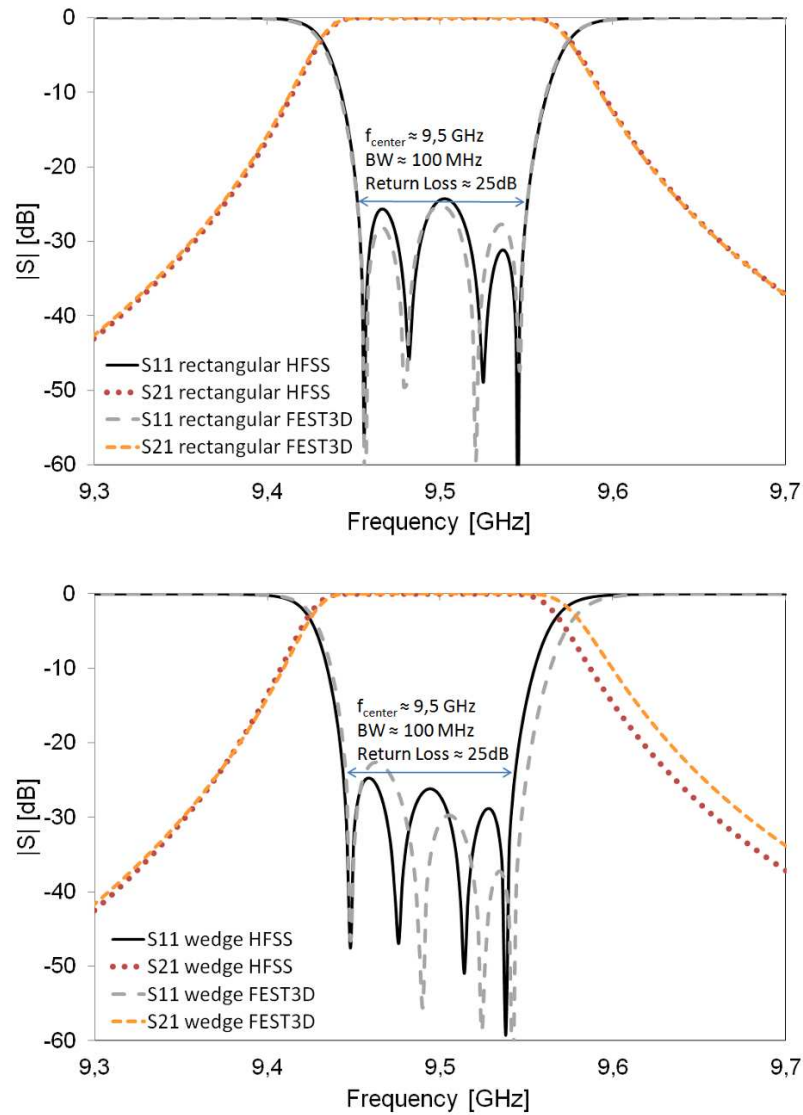 0
-10
-20
-30
-40
-50
-60
|S| [dB]
f_center ≈ 9,5 GHz
BW ≈ 100 MHz
Return Loss ≈ 25dB
S11 rectangular HFSS
S21 rectangular HFSS
S11 rectangular FEST3D
S21 rectangular FEST3D
9,3 9,4 9,5 9,6 9,7
Frequency [GHz]
0
-10
-20
-30
-40
-50
-60
|S| [dB]
f_center ≈ 9,5 GHz
BW ≈ 100 MHz
Return Loss ≈ 25dB
S11 wedge HFSS
S21 wedge HFSS
S11 wedge FEST3D
S21 wedge FEST3D
9,3 9,4 9,5 9,6 9,7
Frequency [GHz]